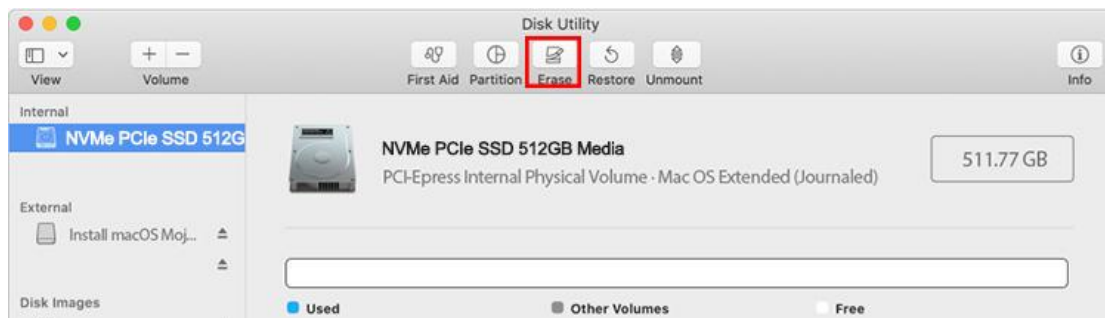 Disk Utility
View
Volume
First Aid
Partition
Erase
Restore
Unmount
Info
Internal
NVMe PCIe SSD 512G
External
Install macOS Moj...
Disk Images
NVMe PCIe SSD 512GB Media
PCI-Epress Internal Physical Volume · Mac OS Extended (Journaled)
511.77 GB
Used
Other Volumes
Free